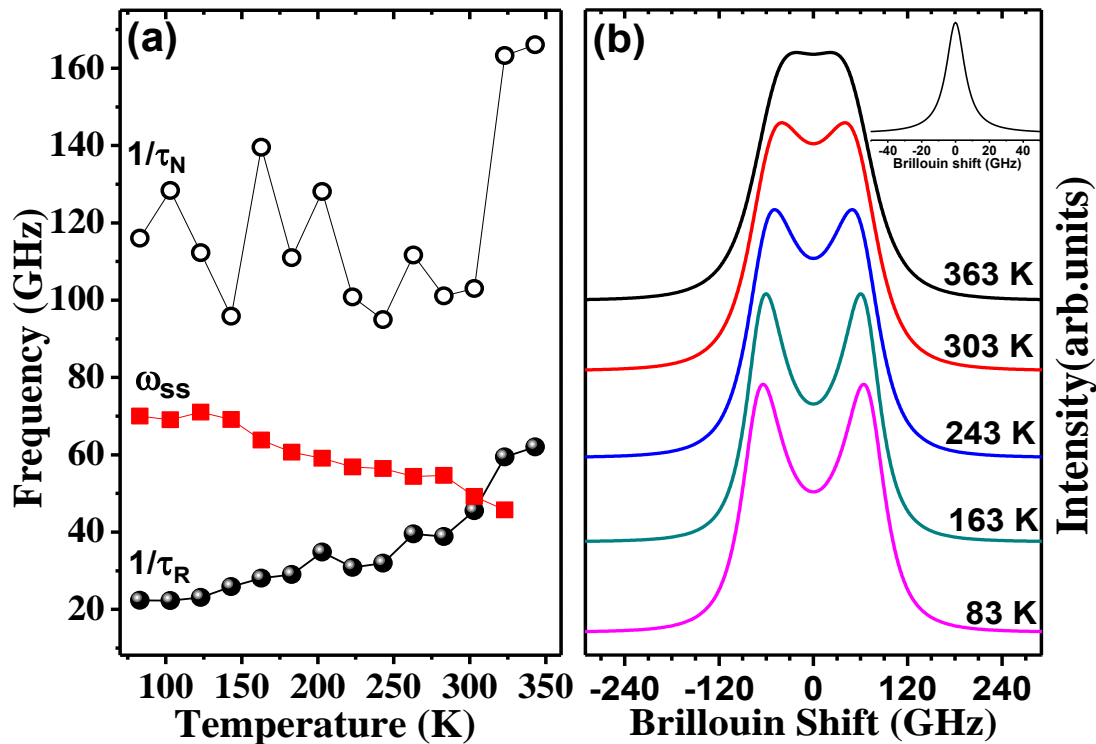 (a)
160
140
120
100
80
60
40
20
Frequency (GHz)
1/τN
ωss
1/τR
100 150 200 250 300 350
Temperature (K)
(b)
-40 -20 0 20 40
Brillouin shift (GHz)
363 K
303 K
243 K
163 K
83 K
-240 -120 0 120 240
Brillouin Shift (GHz)
Intensity(arb.units)